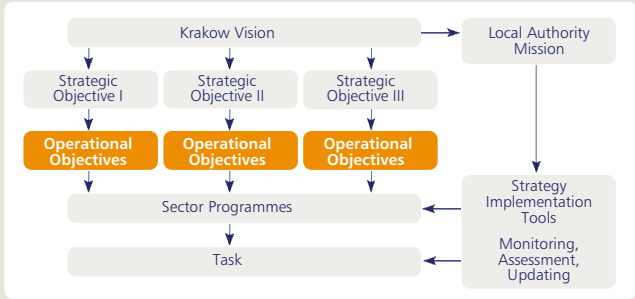 Krakow Vision
Local Authority
Mission
Strategic
Objective I
Strategic
Objective II
Strategic
Objective III
Operational
Objectives
Operational
Objectives
Operational
Objectives
Sector Programmes
Strategy
Implementation
Tools
Monitoring,
Assessment,
Updating
Task